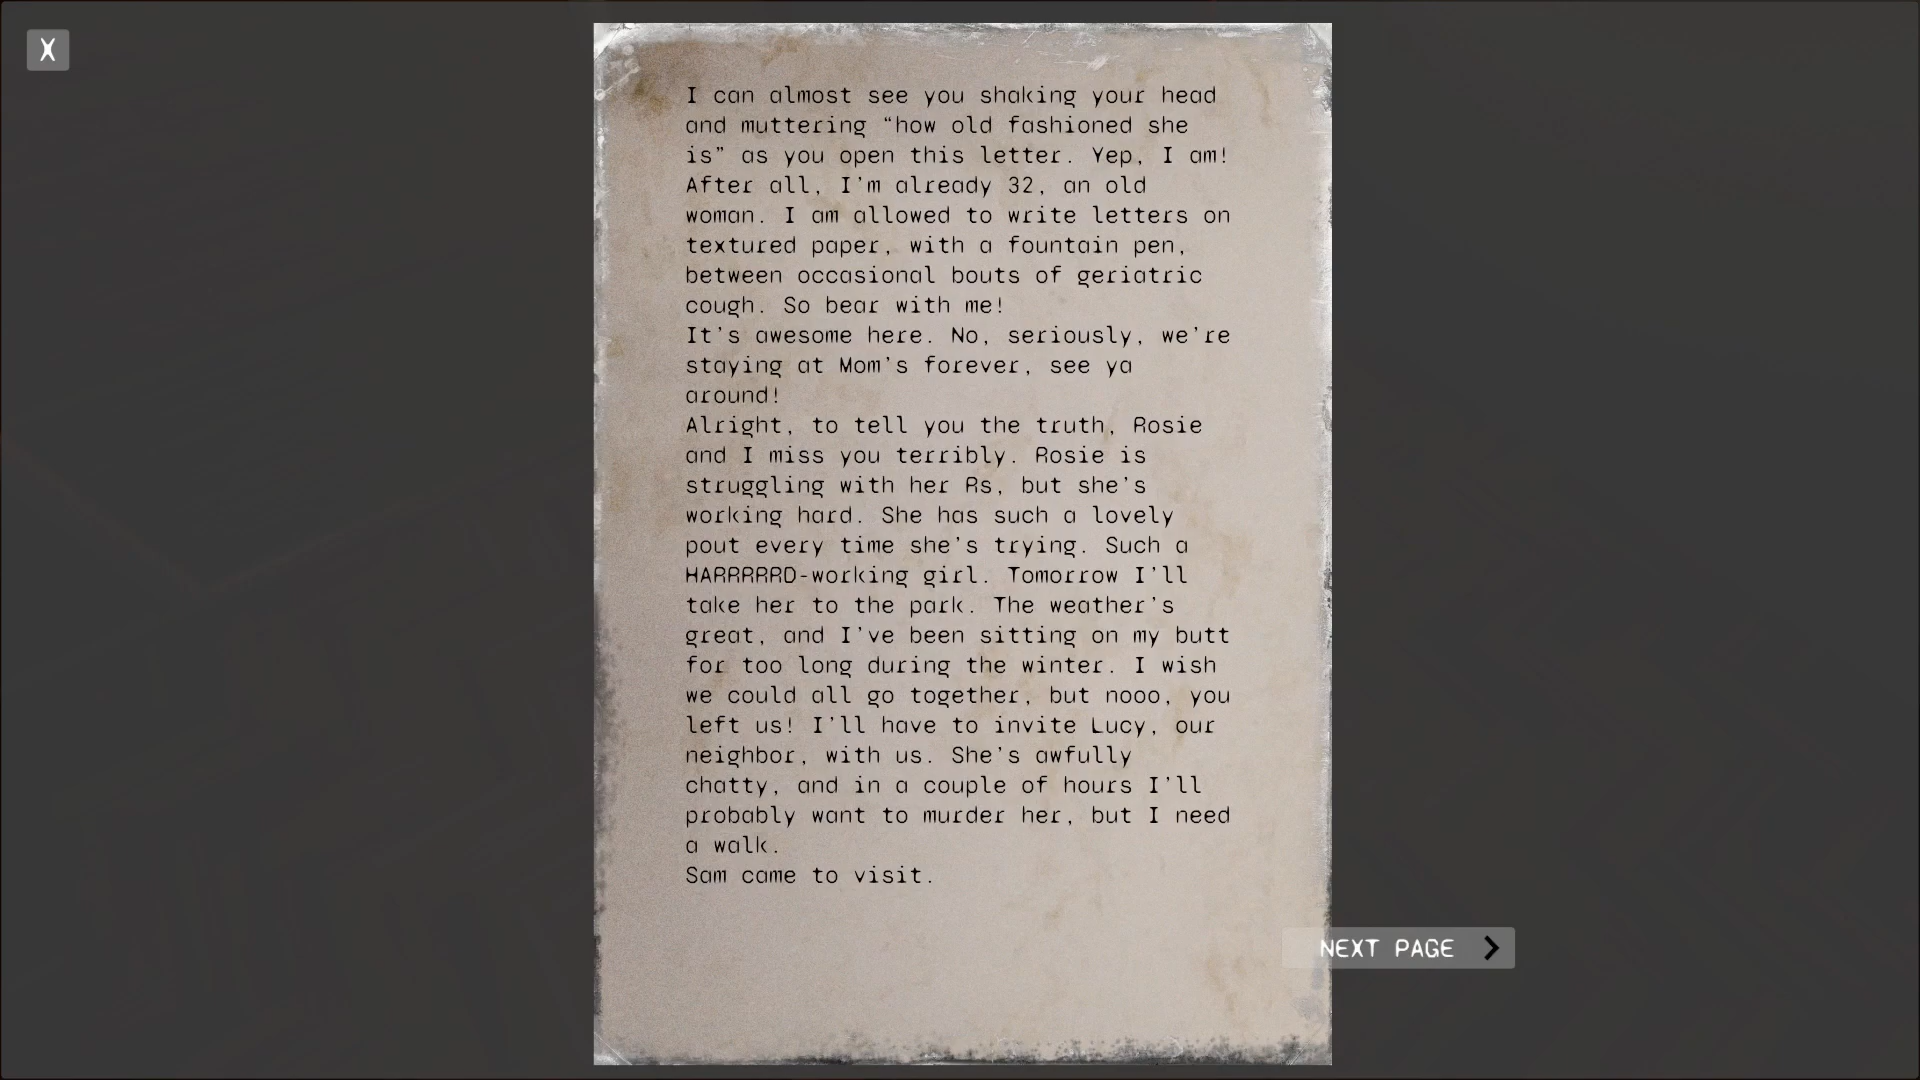 X
I can almost see you shaking your head
and muttering “how old fashioned she
is” as you open this letter. Yep, I am!
After all, I'm already 32, an old
woman. I am allowed to write letters on
textured paper, with a fountain pen,
between occasional bouts of geriatric
cough. So bear with me!
It's awesome here. No, seriously, we're
staying at Mom's forever, see ya
around!
Alright, to tell you the truth, Rosie
and I miss you terribly. Rosie is
struggling with her Rs, but she's
working hard. She has such a lovely
pout every time she's trying. Such a
HARRRRRD-working girl. Tomorrow I'll
take her to the park. The weather's
great, and I've been sitting on my butt
for too long during the winter. I wish
we could all go together, but nooo, you
left us! I'll have to invite Lucy, our
neighbor, with us. She's awfully
chatty, and in a couple of hours I'll
probably want to murder her, but I need
a walk.
Sam came to visit.
NEXT PAGE